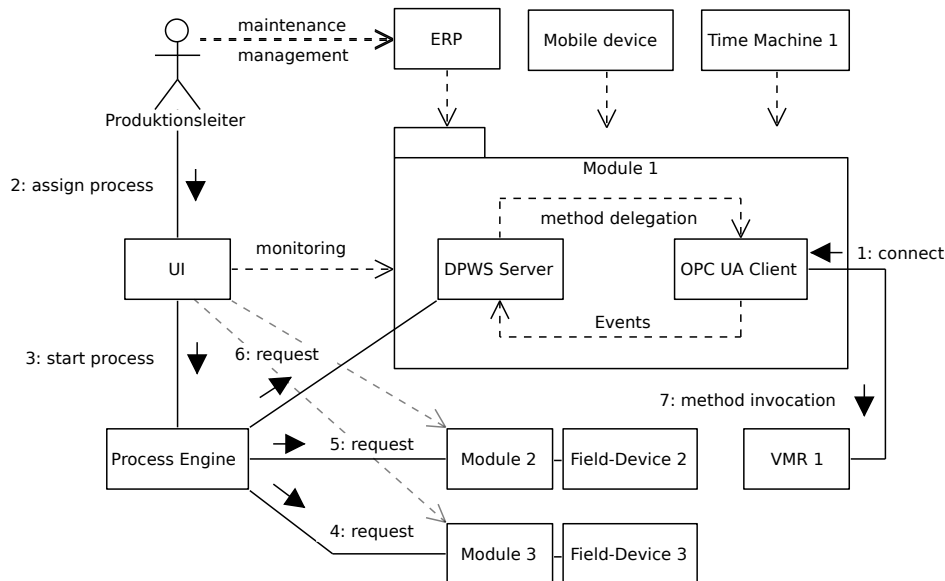 maintenance
management
ERP
Mobile device
Time Machine 1
Produktionsleiter
Module 1
2: assign process
method delegation
UI
monitoring
DPWS Server
OPC UA Client
1: connect
Events
3: start process
6: request
7: method invocation
Process Engine
5: request
Module 2
Field-Device 2
VMR 1
4: request
Module 3
Field-Device 3